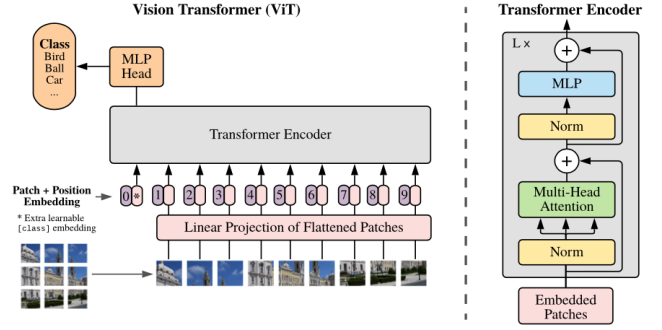 Vision Transformer (ViT)
Class
Bird
Ball
Car
...
MLP
Head
Transformer Encoder
Patch + Position
Embedding
0 * 1 2 3 4 5 6 7 8 9
* Extra learnable
[class] embedding
Linear Projection of Flattened Patches
Transformer Encoder
L ×
+
MLP
Norm
+
Multi-Head
Attention
Norm
Embedded
Patches